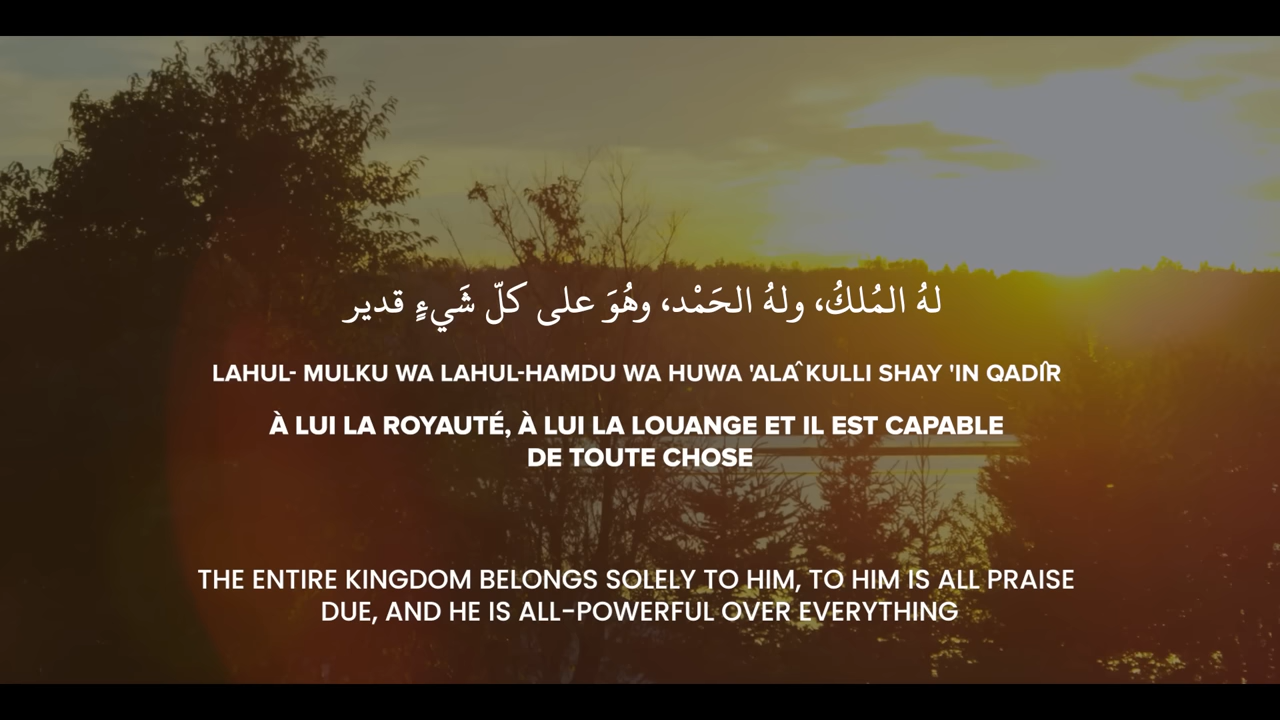 لهُ المُلكُ، ولهُ الحَمْد، وهُوَ على كلّ شَيءٍ قدير
LAHUL- MULKU WA LAHUL-HAMDU WA HUWA 'ALAˆKULLI SHAY 'IN QADÎR
À LUI LA ROYAUTÉ, À LUI LA LOUANGE ET IL EST CAPABLE
DE TOUTE CHOSE
THE ENTIRE KINGDOM BELONGS SOLELY TO HIM, TO HIM IS ALL PRAISE
DUE, AND HE IS ALL-POWERFUL OVER EVERYTHING